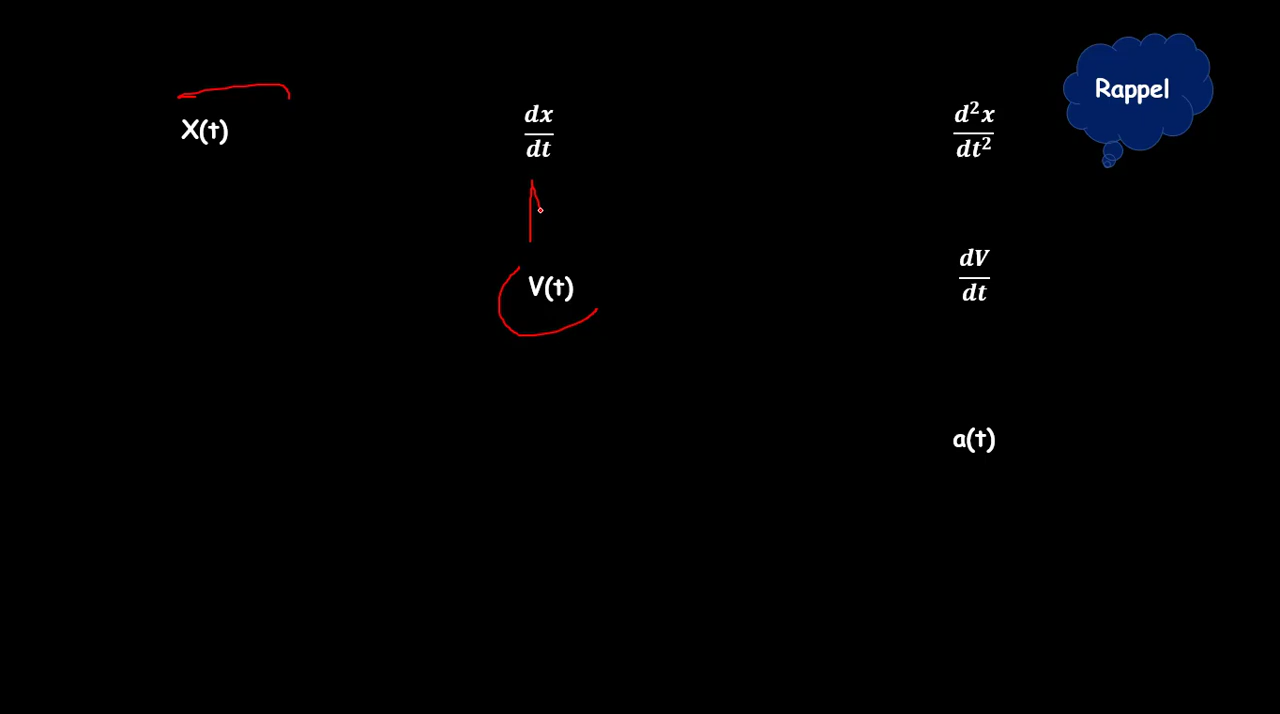 Rappel
X(t)
dx/dt
d²x/dt²
V(t)
dV/dt
a(t)